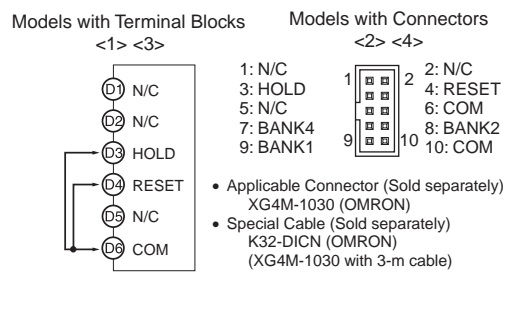 Models with Terminal Blocks
<1> <3>
D1 N/C
D2 N/C
D3 HOLD
D4 RESET
D5 N/C
D6 COM
Models with Connectors
<2> <4>
1: N/C
3: HOLD
5: N/C
7: BANK4
9: BANK1
1 2
9 10
2: N/C
4: RESET
6: COM
8: BANK2
10: COM
• Applicable Connector (Sold separately)
XG4M-1030 (OMRON)
• Special Cable (Sold separately)
K32-DICN (OMRON)
(XG4M-1030 with 3-m cable)